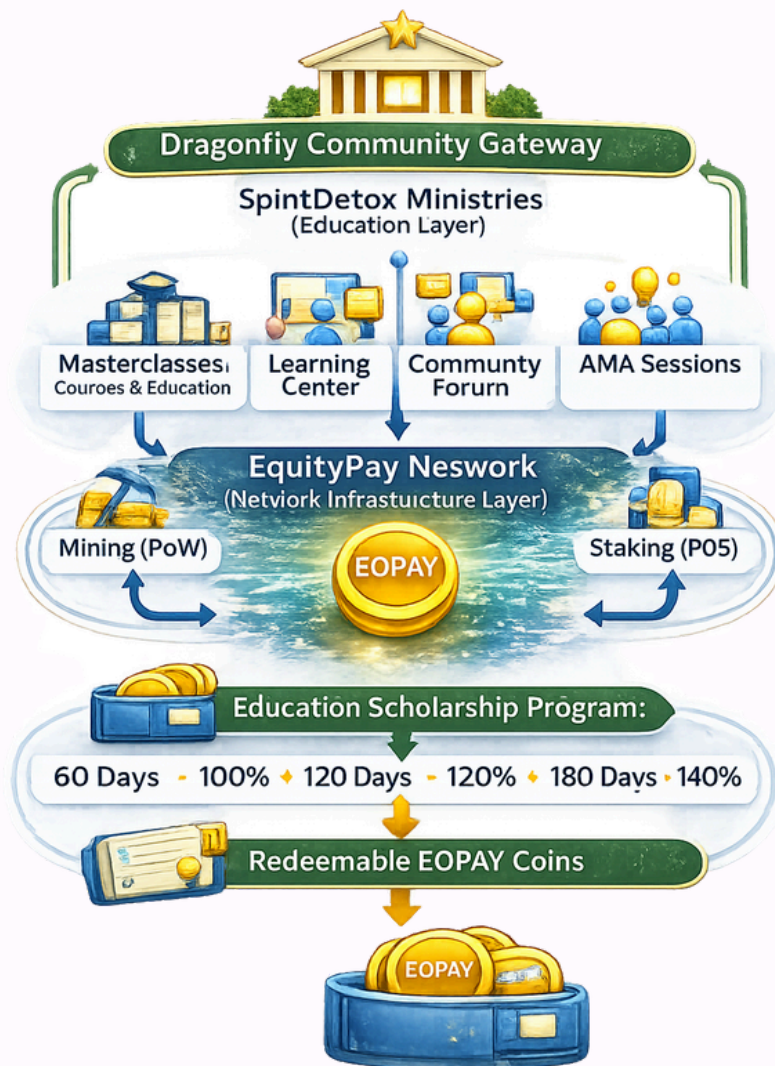 Dragonfiy Community Gateway
SpintDetox Ministries
(Education Layer)
Masterclasses,
Couroes & Education
Learning
Center
Communty
Forurn
AMA Sessions
EquityPay Neswork
(Netviork Infrastuicture Layer)
Mining (PoW)
EOPAY
Staking (P05)
Education Scholarship Program:
60 Days - 100% 120 Days - 120% 180 Days · 140%
Redeemable EOPAY Coins
EOPAY